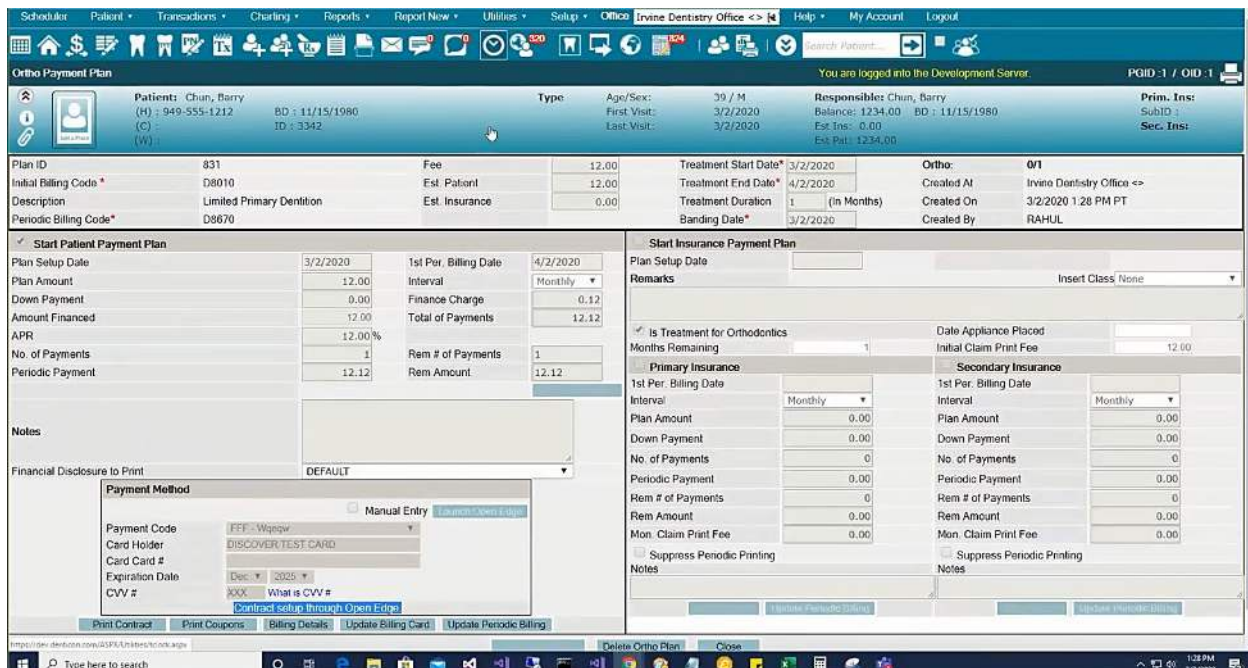 Scheduler Patient Transactions Charting Reports Report New Utilities Setup Office Irvine Dentistry Office <> [ Help My Account Logout
320 824 Search Patient...
Ortho Payment Plan You are logged into the Development Server. PGID :1 / OID :1
Patient: Chun, Barry Type Age/Sex: 39 / M Responsible: Chun, Barry Prim. Ins:
(H) : 949-555-1212 BD : 11/15/1980 First Visit: 3/2/2020 Balance: 1234.00 BD : 11/15/1980 SubID :
(C) : ID : 3342 Last Visit: 3/2/2020 Est Ins: 0.00 Sec. Ins:
(W) : Est Pat: 1234.00
Plan ID 831 Fee 12.00 Treatment Start Date* 3/2/2020 Ortho: 0/1
Initial Billing Code * D8010 Est. Patient 12.00 Treatment End Date* 4/2/2020 Created At Irvine Dentistry Office <>
Description Limited Primary Dentition Est. Insurance 0.00 Treatment Duration 1 (In Months) Created On 3/2/2020 1:28 PM PT
Periodic Billing Code* D8670 Banding Date* 3/2/2020 Created By RAHUL
Start Patient Payment Plan Start Insurance Payment Plan
Plan Setup Date 3/2/2020 1st Per. Billing Date 4/2/2020 Plan Setup Date
Plan Amount 12.00 Interval Monthly Remarks Insert Class None
Down Payment 0.00 Finance Charge 0.12
Amount Financed 12.00 Total of Payments 12.12
APR 12.00 % Is Treatment for Orthodontics Date Appliance Placed
No. of Payments 1 Rem # of Payments 1 Months Remaining 1 Initial Claim Print Fee 12.00
Periodic Payment 12.12 Rem Amount 12.12 Primary Insurance Secondary Insurance
1st Per. Billing Date 1st Per. Billing Date
Interval Monthly Interval Monthly
Plan Amount 0.00 Plan Amount 0.00
Notes Down Payment 0.00 Down Payment 0.00
No. of Payments 0 No. of Payments 0
Financial Disclosure to Print DEFAULT Periodic Payment 0.00 Periodic Payment 0.00
Payment Method Rem # of Payments 0 Rem # of Payments 0
Manual Entry Launch Open Edge Rem Amount 0.00 Rem Amount 0.00
Payment Code FFF - Wqeqw Mon. Claim Print Fee 0.00 Mon. Claim Print Fee 0.00
Card Holder DISCOVER TEST CARD Suppress Periodic Printing Suppress Periodic Printing
Card Card # Notes Notes
Expiration Date Dec 2025
CVV # XXX What is CVV #
Contract setup through Open Edge Update Periodic Billing Update Periodic Billing
Print Contract Print Coupons Billing Details Update Billing Card Update Periodic Billing
Delete Ortho Plan Close
Type here to search 1:28 PM